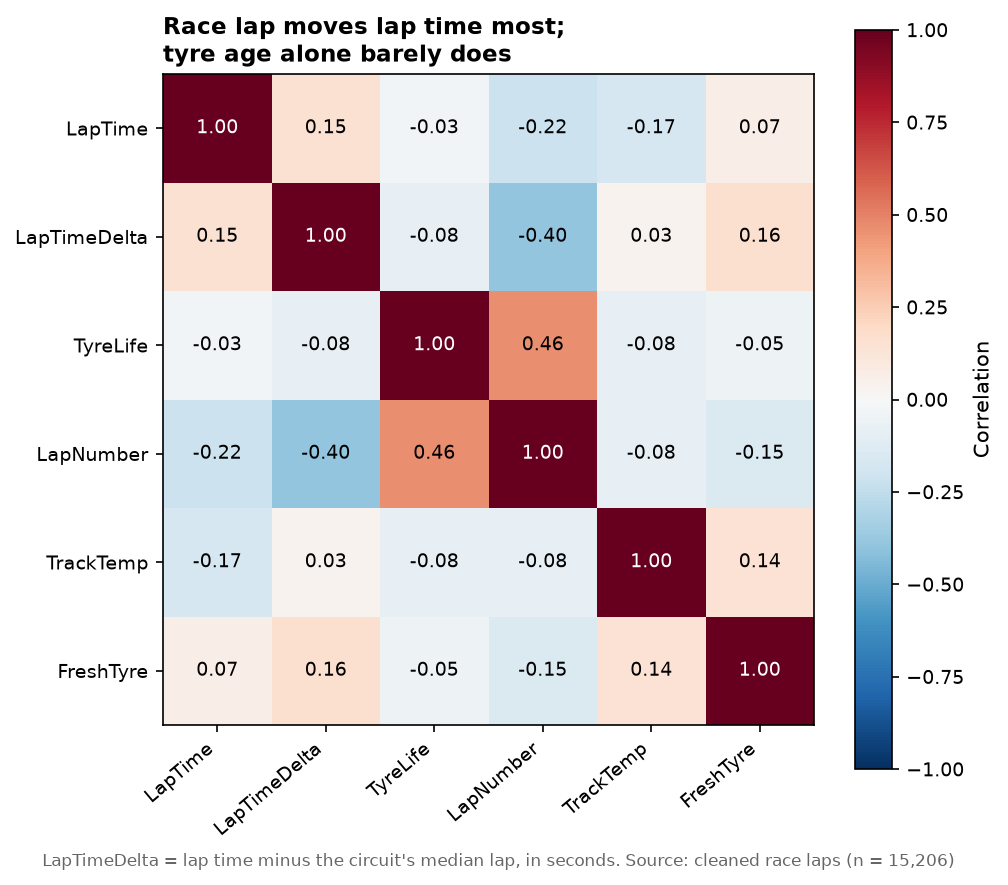 Race lap moves lap time most;
tyre age alone barely does
LapTime 1.00 0.15 -0.03 -0.22 -0.17 0.07
LapTimeDelta 0.15 1.00 -0.08 -0.40 0.03 0.16
TyreLife -0.03 -0.08 1.00 0.46 -0.08 -0.05
LapNumber -0.22 -0.40 0.46 1.00 -0.08 -0.15
TrackTemp -0.17 0.03 -0.08 -0.08 1.00 0.14
FreshTyre 0.07 0.16 -0.05 -0.15 0.14 1.00
LapTime LapTimeDelta TyreLife LapNumber TrackTemp FreshTyre
1.00
0.75
0.50
0.25
0.00
−0.25
−0.50
−0.75
−1.00
Correlation
LapTimeDelta = lap time minus the circuit's median lap, in seconds. Source: cleaned race laps (n = 15,206)